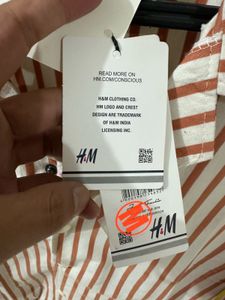 READ MORE ON
HM.COM/CONSCIOUS
H&M CLOTHING CO.
HM LOGO AND CREST
DESIGN ARE TRADEMARK
OF H&M INDIA
LICENSING INC.
H&M
H&M